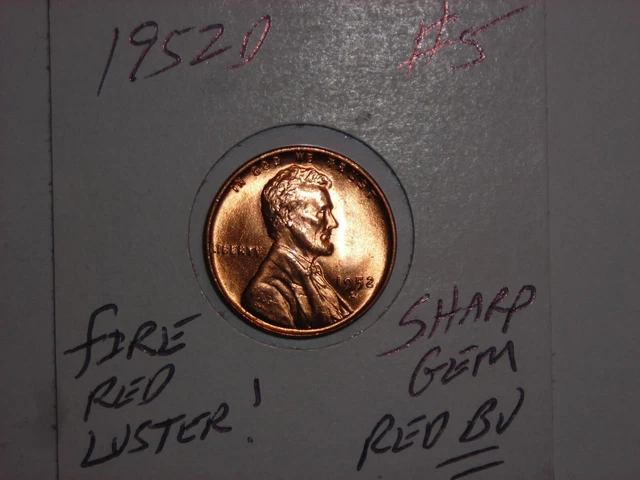 1952D #5
IN GOD WE TRUST
LIBERTY
1952
D
FIRE
RED
LUSTER!
SHARP
GEM
RED BU